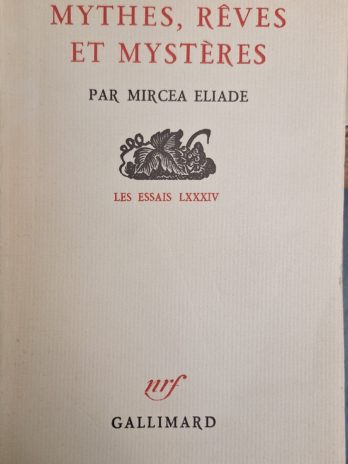 MYTHES, RÊVES
ET MYSTÈRES
PAR MIRCEA ELIADE
LES ESSAIS LXXXIV
nrf
GALLIMARD